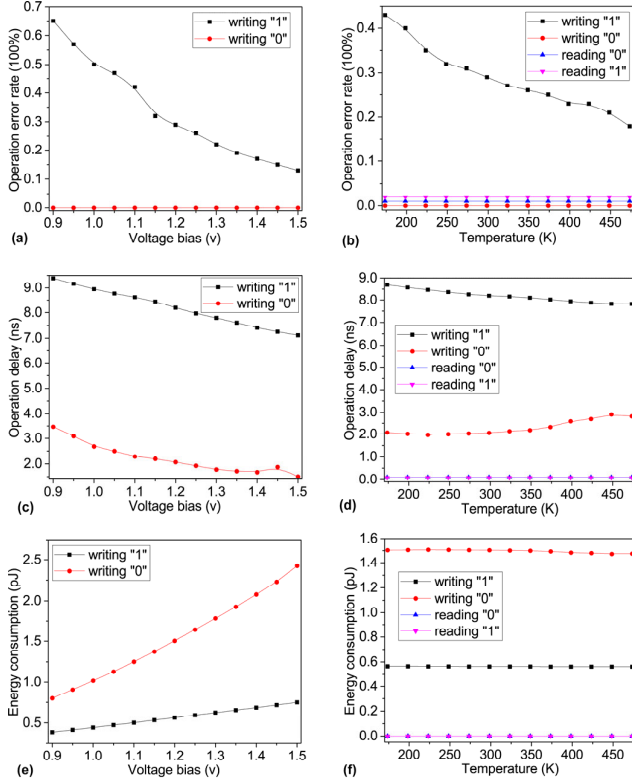 Operation error rate (100%)
0.7
0.6
0.5
0.4
0.3
0.2
0.1
0.0
writing "1"
writing "0"
0.9 1.0 1.1 1.2 1.3 1.4 1.5
Voltage bias (v)
(a)
Operation error rate (100%)
0.4
0.3
0.2
0.1
0.0
writing "1"
writing "0"
reading "0"
reading "1"
200 250 300 350 400 450
Temperature (K)
(b)
Operation delay (ns)
9.0
8.0
7.0
6.0
5.0
4.0
3.0
2.0
writing "1"
writing "0"
0.9 1.0 1.1 1.2 1.3 1.4 1.5
Voltage bias (v)
(c)
Operation delay (ns)
9.0
8.0
7.0
6.0
5.0
4.0
3.0
2.0
1.0
0.0
writing "1"
writing "0"
reading "0"
reading "1"
200 250 300 350 400 450
Temperature (K)
(d)
Energy consumption (pJ)
2.5
2.0
1.5
1.0
0.5
writing "1"
writing "0"
0.9 1.0 1.1 1.2 1.3 1.4 1.5
Voltage bias (v)
(e)
Energy consumption (pJ)
1.6
1.4
1.2
1.0
0.8
0.6
0.4
0.2
0.0
writing "1"
writing "0"
reading "0"
reading "1"
200 250 300 350 400 450
Temperature (K)
(f)